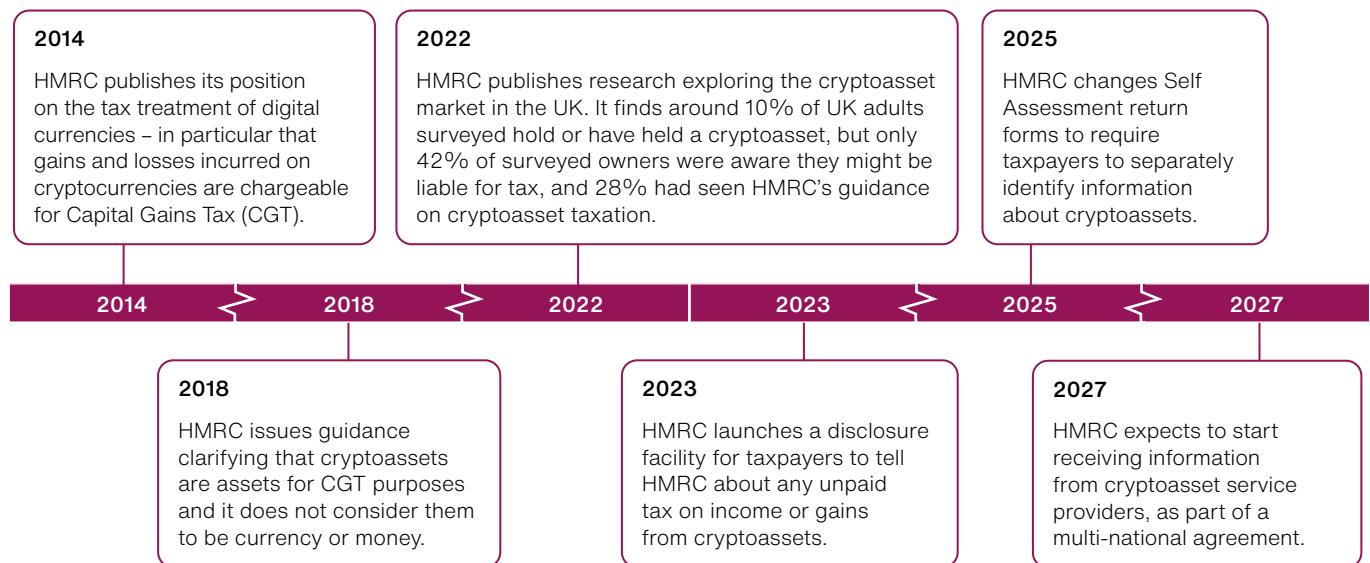 2014
HMRC publishes its position
on the tax treatment of digital
currencies – in particular that
gains and losses incurred on
cryptocurrencies are chargeable
for Capital Gains Tax (CGT).
2022
HMRC publishes research exploring the cryptoasset
market in the UK. It finds around 10% of UK adults
surveyed hold or have held a cryptoasset, but only
42% of surveyed owners were aware they might be
liable for tax, and 28% had seen HMRC’s guidance
on cryptoasset taxation.
2025
HMRC changes Self
Assessment return
forms to require
taxpayers to separately
identify information
about cryptoassets.
2014 2018 2022 2023 2025 2027
2018
HMRC issues guidance
clarifying that cryptoassets
are assets for CGT purposes
and it does not consider them
to be currency or money.
2023
HMRC launches a disclosure
facility for taxpayers to tell
HMRC about any unpaid
tax on income or gains
from cryptoassets.
2027
HMRC expects to start
receiving information
from cryptoasset service
providers, as part of a
multi-national agreement.